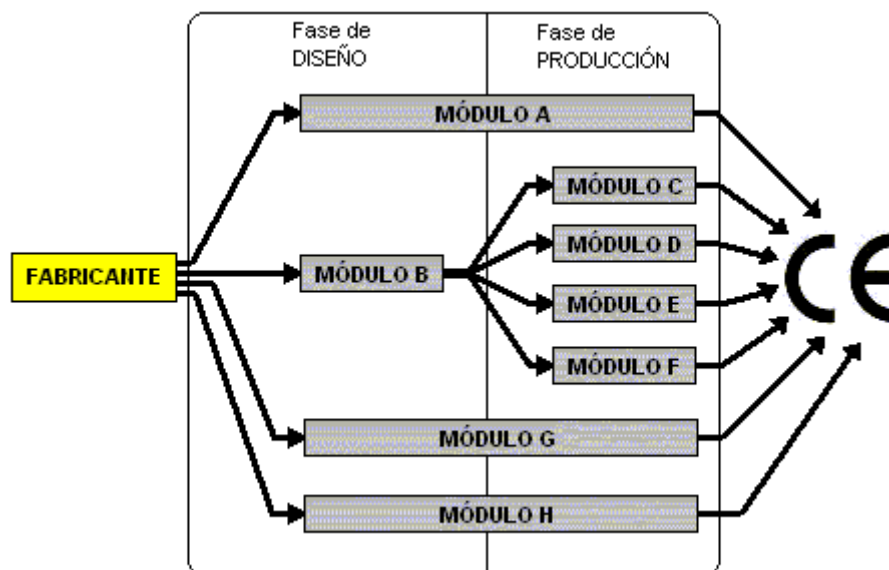 Fase de
DISEÑO
Fase de
PRODUCCIÓN
MÓDULO A
MÓDULO C
MÓDULO D
FABRICANTE
MÓDULO B
MÓDULO E
MÓDULO F
MÓDULO G
MÓDULO H
CE